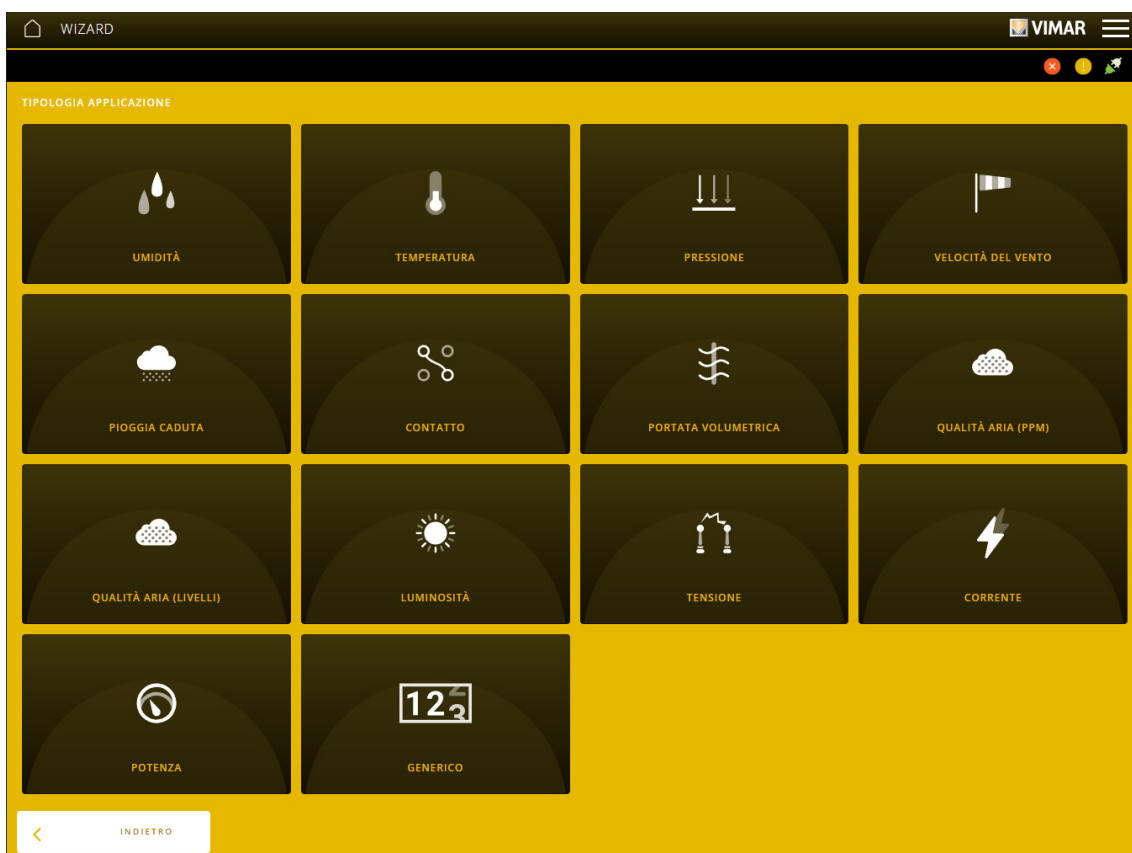 WIZARD
VIMAR
TIPOLOGIA APPLICAZIONE
UMIDITÀ
TEMPERATURA
PRESSIONE
VELOCITÀ DEL VENTO
PIOGGIA CADUTA
CONTATTO
PORTATA VOLUMETRICA
QUALITÀ ARIA (PPM)
QUALITÀ ARIA (LIVELLI)
LUMINOSITÀ
TENSIONE
CORRENTE
123
POTENZA
GENERICO
INDIETRO